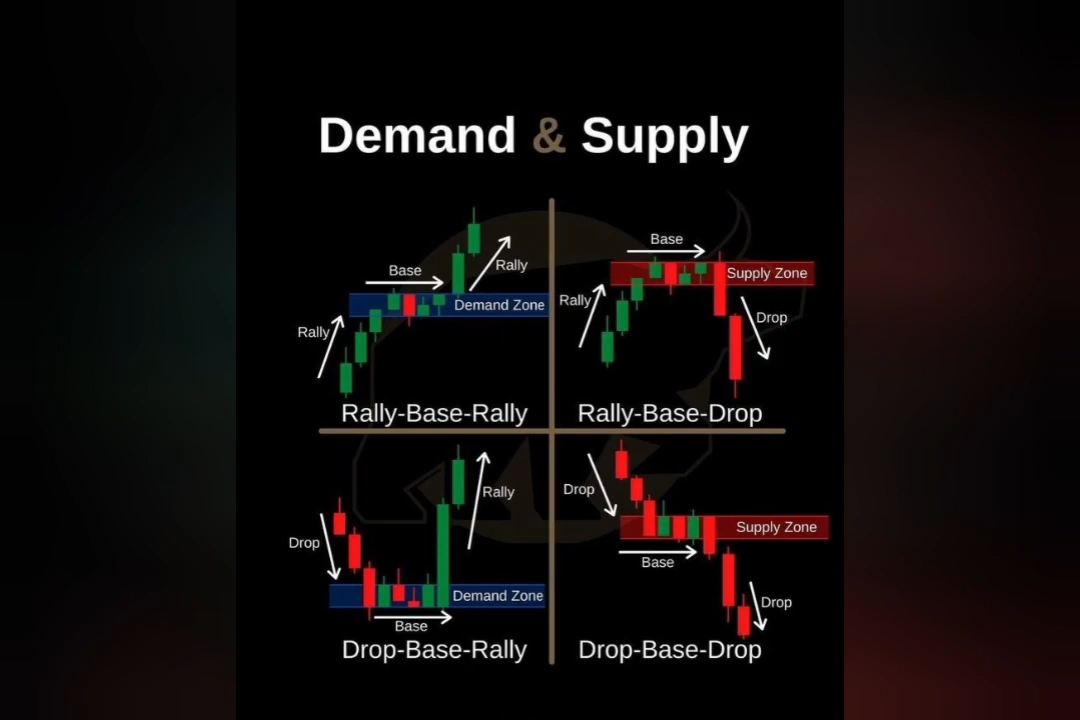 Demand & Supply
Base
Rally
Demand Zone
Rally
Rally-Base-Rally
Base
Supply Zone
Rally
Drop
Rally-Base-Drop
Drop
Rally
Demand Zone
Base
Drop-Base-Rally
Drop
Supply Zone
Base
Drop
Drop-Base-Drop